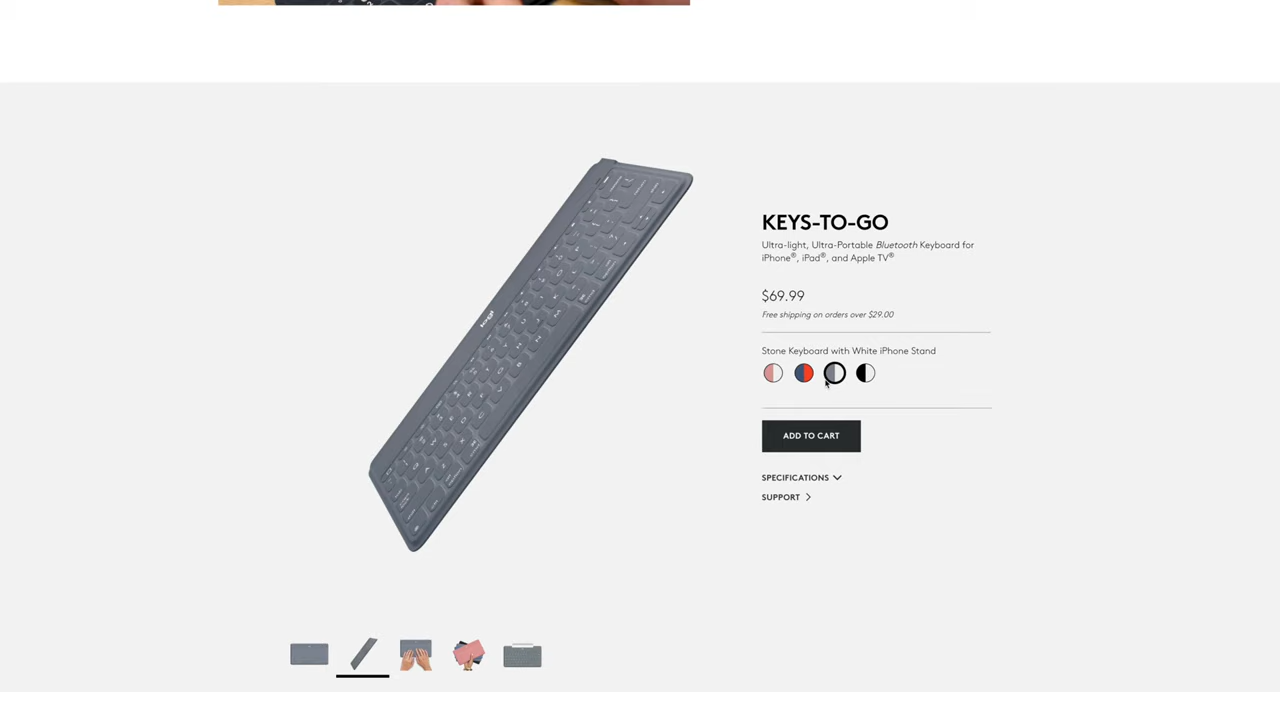 KEYS-TO-GO
Ultra-light, Ultra-Portable Bluetooth Keyboard for
iPhone®, iPad®, and Apple TV®
$69.99
Free shipping on orders over $29.00
Stone Keyboard with White iPhone Stand
ADD TO CART
SPECIFICATIONS
SUPPORT
logi